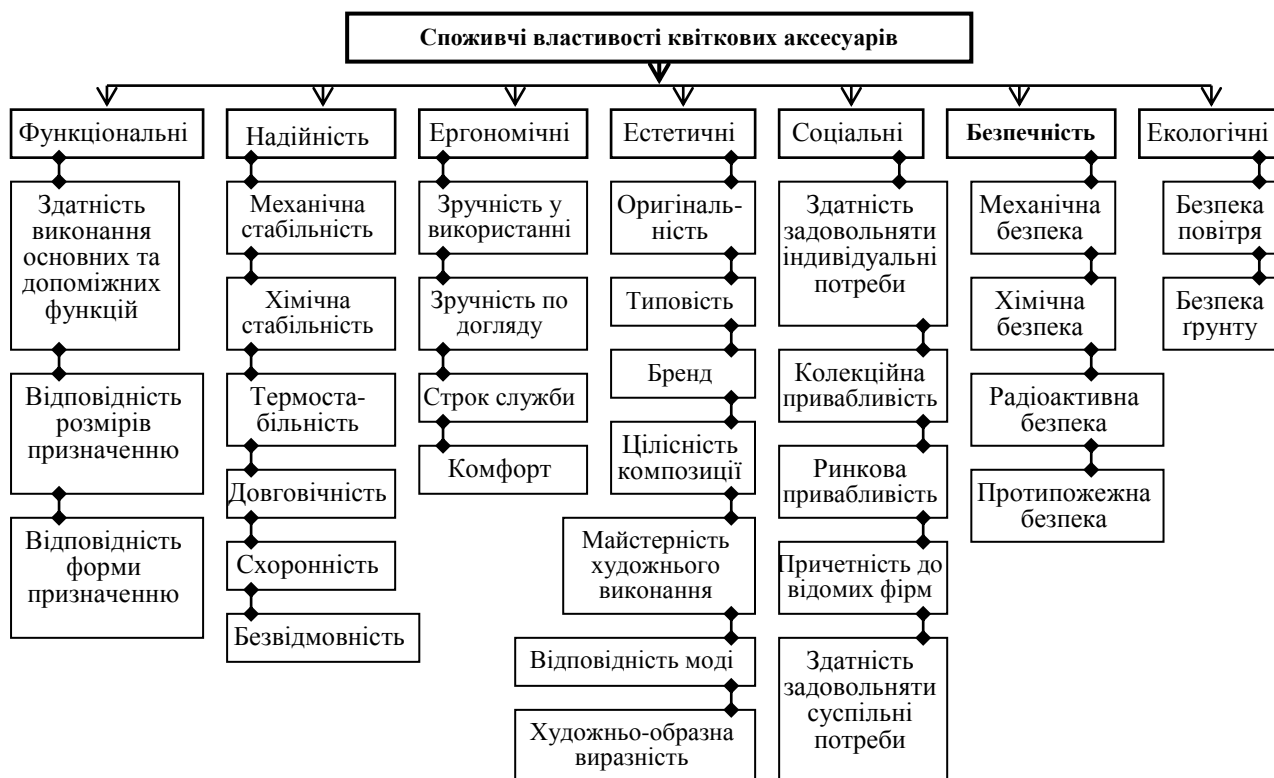 Споживчі властивості квіткових аксесуарів
Функціональні
Здатність
виконання
основних та
допоміжних
функцій
Відповідність
розмірів
призначенню
Відповідність
форми
призначенню
Надійність
Механічна
стабільність
Хімічна
стабільність
Термоста-
більність
Довговічність
Схоронність
Безвідмовність
Ергономічні
Зручність у
використанні
Зручність по
догляду
Строк служби
Комфорт
Естетичні
Оригіналь-
ність
Типовість
Бренд
Цілісність
композиції
Майстерність
художнього
виконання
Відповідність моді
Художньо-образна
виразність
Соціальні
Здатність
задовольняти
індивідуальні
потреби
Колекційна
привабливість
Ринкова
привабливість
Причетність до
відомих фірм
Здатність
задовольняти
суспільні
потреби
Безпечність
Механічна
безпека
Хімічна
безпека
Радіоактивна
безпека
Протипожежна
безпека
Екологічні
Безпека
повітря
Безпека
ґрунту